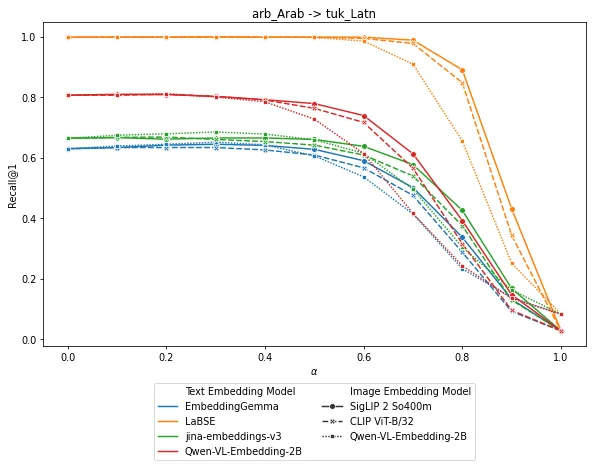 arb_Arab -> tuk_Latn
Recall@1
1.0
0.8
0.6
0.4
0.2
0.0
0.0 0.2 0.4 0.6 0.8 1.0
α
Text Embedding Model Image Embedding Model
EmbeddingGemma SigLIP 2 So400m
LaBSE CLIP ViT-B/32
jina-embeddings-v3 Qwen-VL-Embedding-2B
Qwen-VL-Embedding-2B